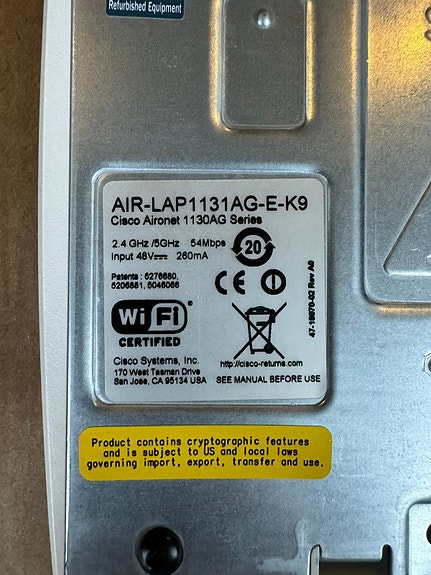 Refurbished Equipment
AIR-LAP1131AG-E-K9
Cisco Aironet 1130AG Series
2.4 GHz /5GHz 54Mbps
Input 48V⎓ 260mA
20
Patents : 5276680,
5206881, 5046066
CE
Wi Fi
CERTIFIED
47-18970-02 Rev A0
Cisco Systems, Inc.
170 West Tasman Drive
San Jose, CA 95134 USA
http://cisco-returns.com
SEE MANUAL BEFORE USE
Product contains cryptographic features
and is subject to US and local laws
governing import, export, transfer and use.